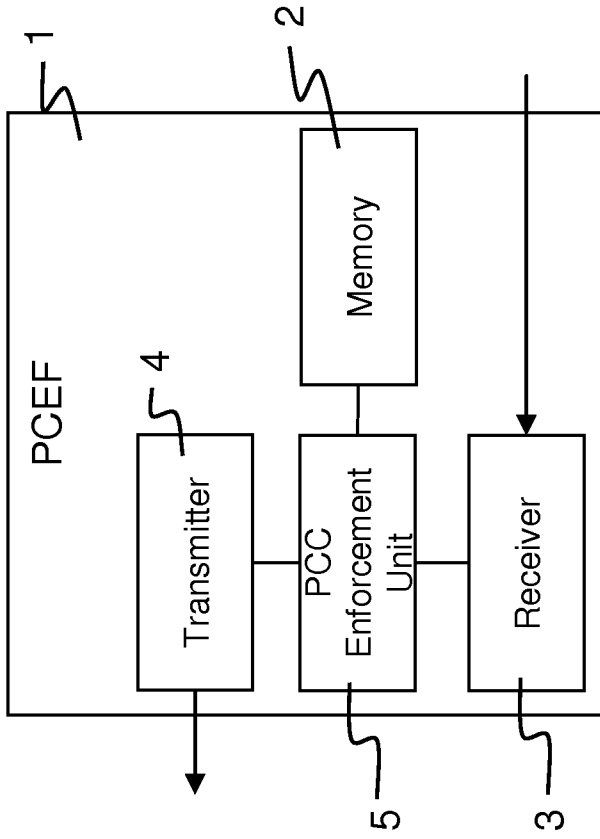 1
PCEF
4
Transmitter
2
PCC
Enforcement
Unit
Memory
5
Receiver
3